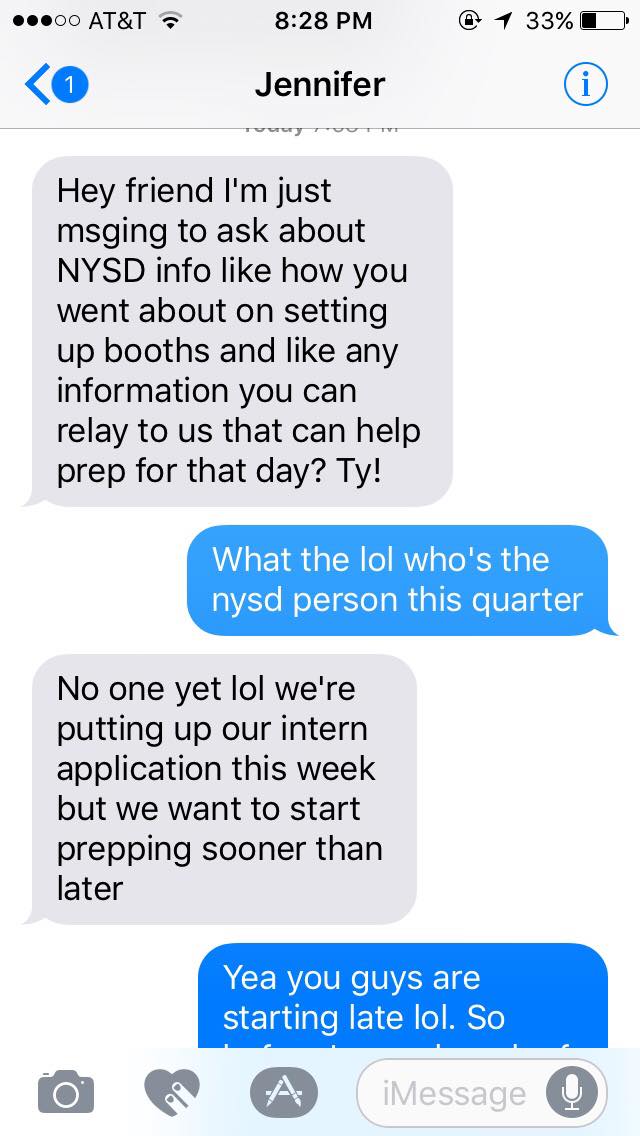 AT&T 8:28 PM 33%
1 Jennifer i
Today
Hey friend I'm just
msging to ask about
NYSD info like how you
went about on setting
up booths and like any
information you can
relay to us that can help
prep for that day? Ty!
What the lol who's the
nysd person this quarter
No one yet lol we're
putting up our intern
application this week
but we want to start
prepping sooner than
later
Yea you guys are
starting late lol. So
iMessage